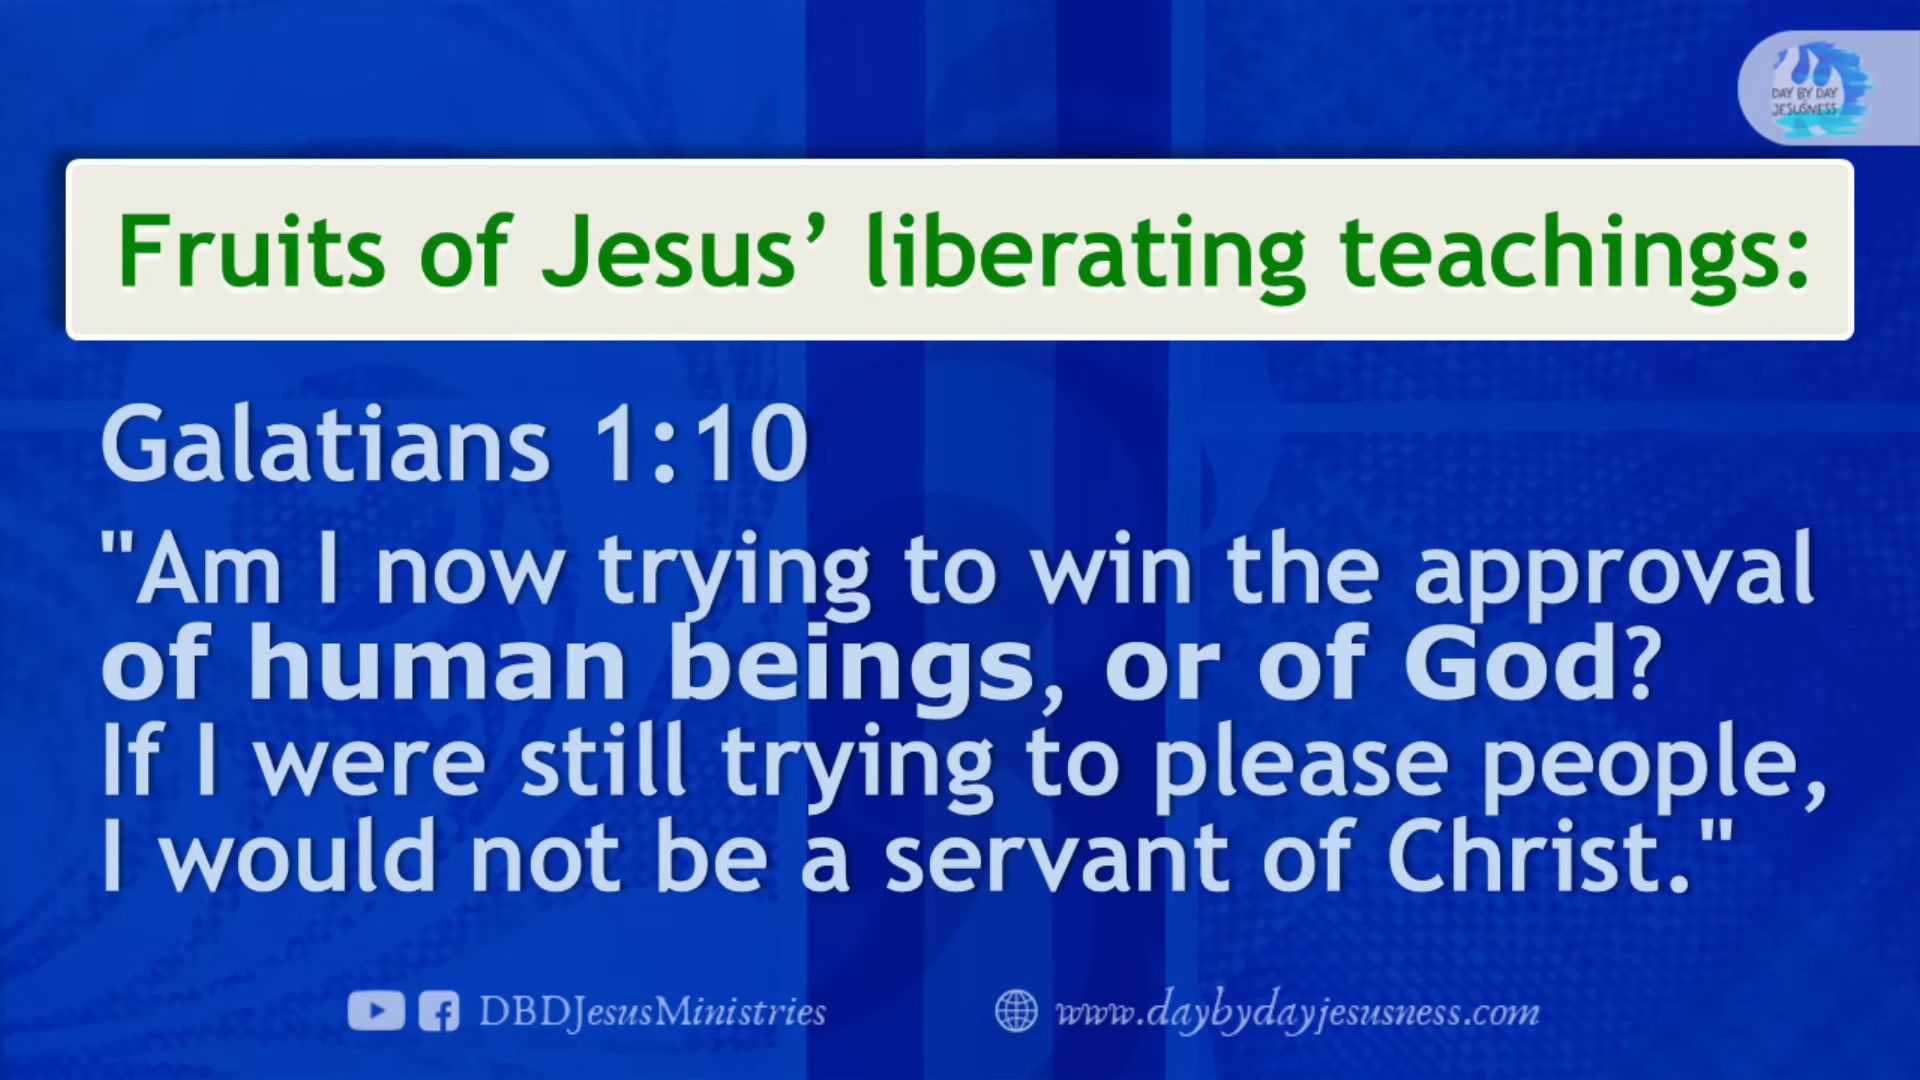 DAY BY DAY
JESUSNESS
Fruits of Jesus’ liberating teachings:
Galatians 1:10
"Am I now trying to win the approval
of human beings, or of God?
If I were still trying to please people,
I would not be a servant of Christ."
DBDJesusMinistries
www.daybydayjesusness.com